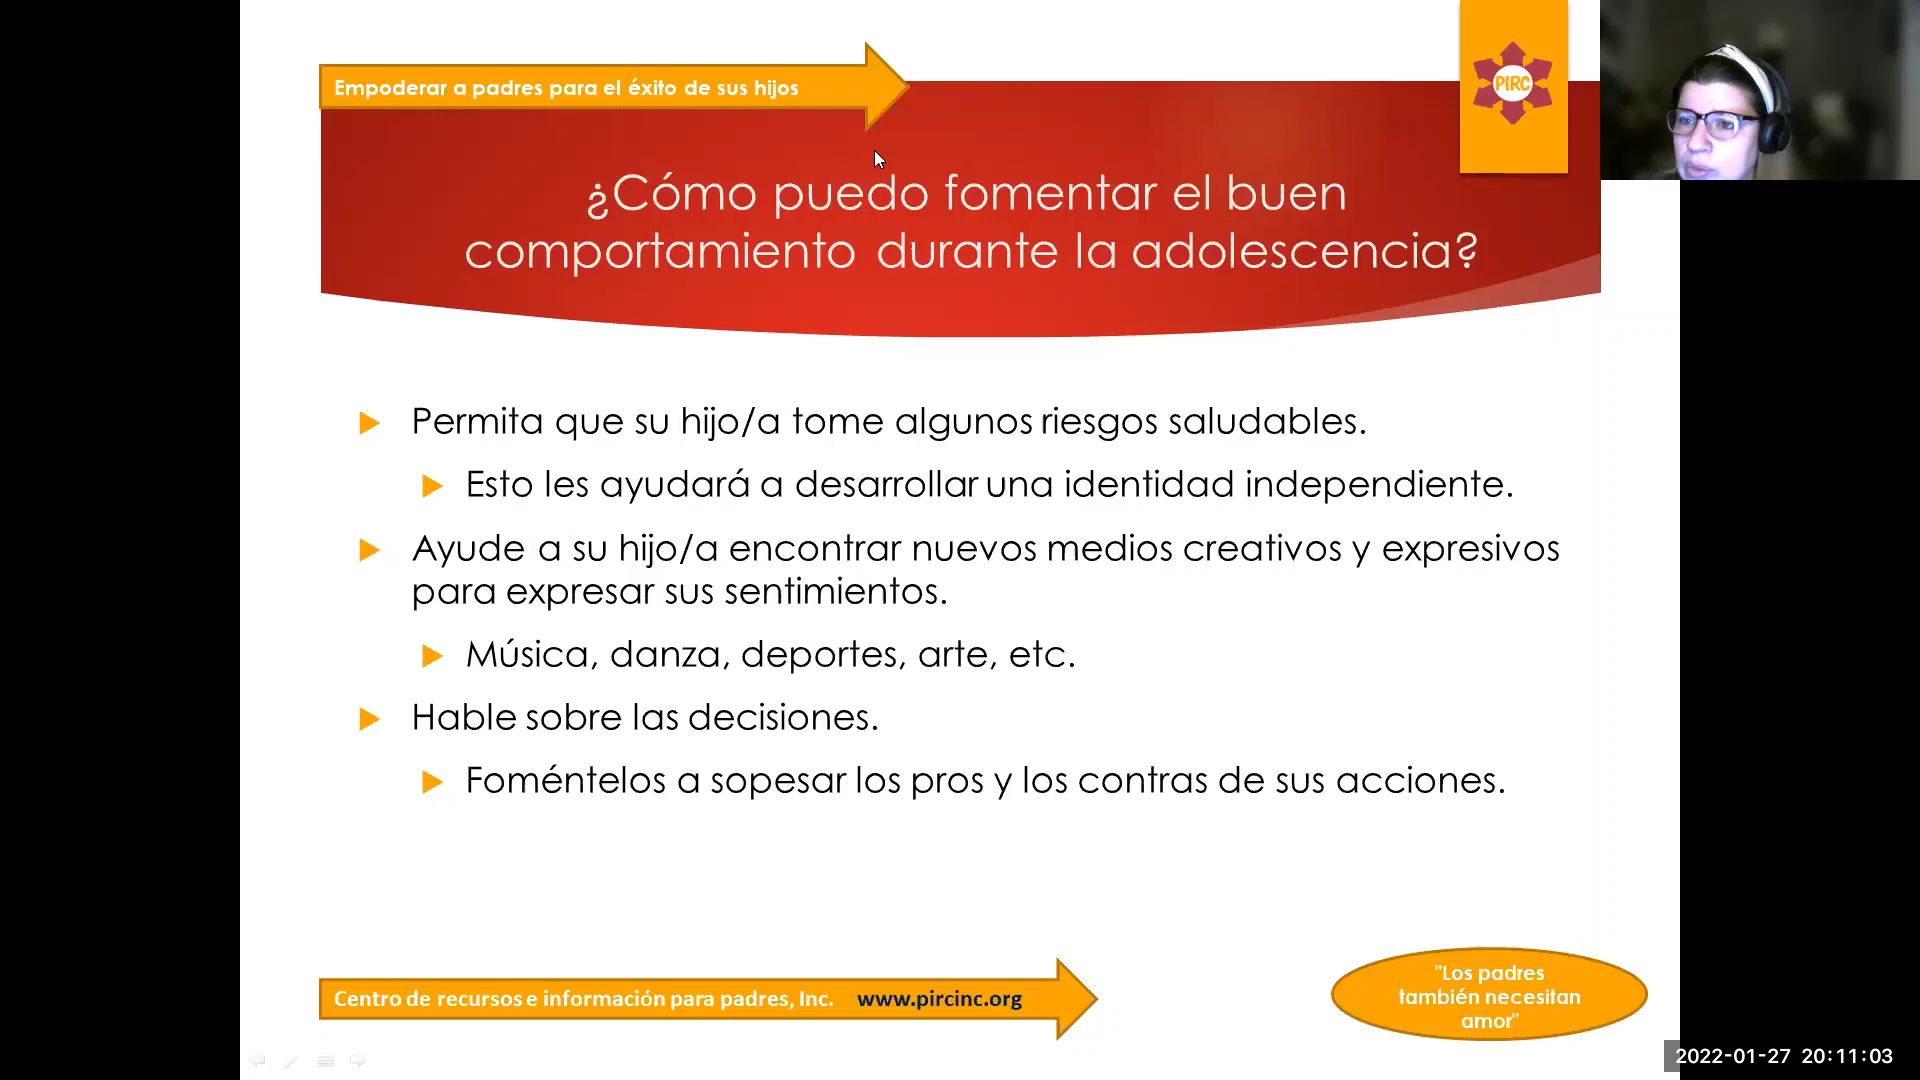 Empoderar a padres para el éxito de sus hijos
PIRC
¿Cómo puedo fomentar el buen
comportamiento durante la adolescencia?
Permita que su hijo/a tome algunos riesgos saludables.
Esto les ayudará a desarrollar una identidad independiente.
Ayude a su hijo/a encontrar nuevos medios creativos y expresivos
para expresar sus sentimientos.
Música, danza, deportes, arte, etc.
Hable sobre las decisiones.
Foméntelos a sopesar los pros y los contras de sus acciones.
Centro de recursos e información para padres, Inc. www.pircinc.org
"Los padres
también necesitan
amor"
2022-01-27 20:11:03